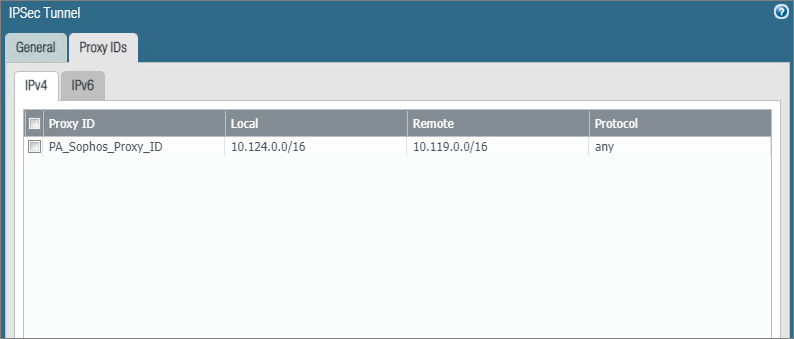 IPSec Tunnel
General Proxy IDs
IPv4 IPv6
Proxy ID Local Remote Protocol
PA_Sophos_Proxy_ID 10.124.0.0/16 10.119.0.0/16 any